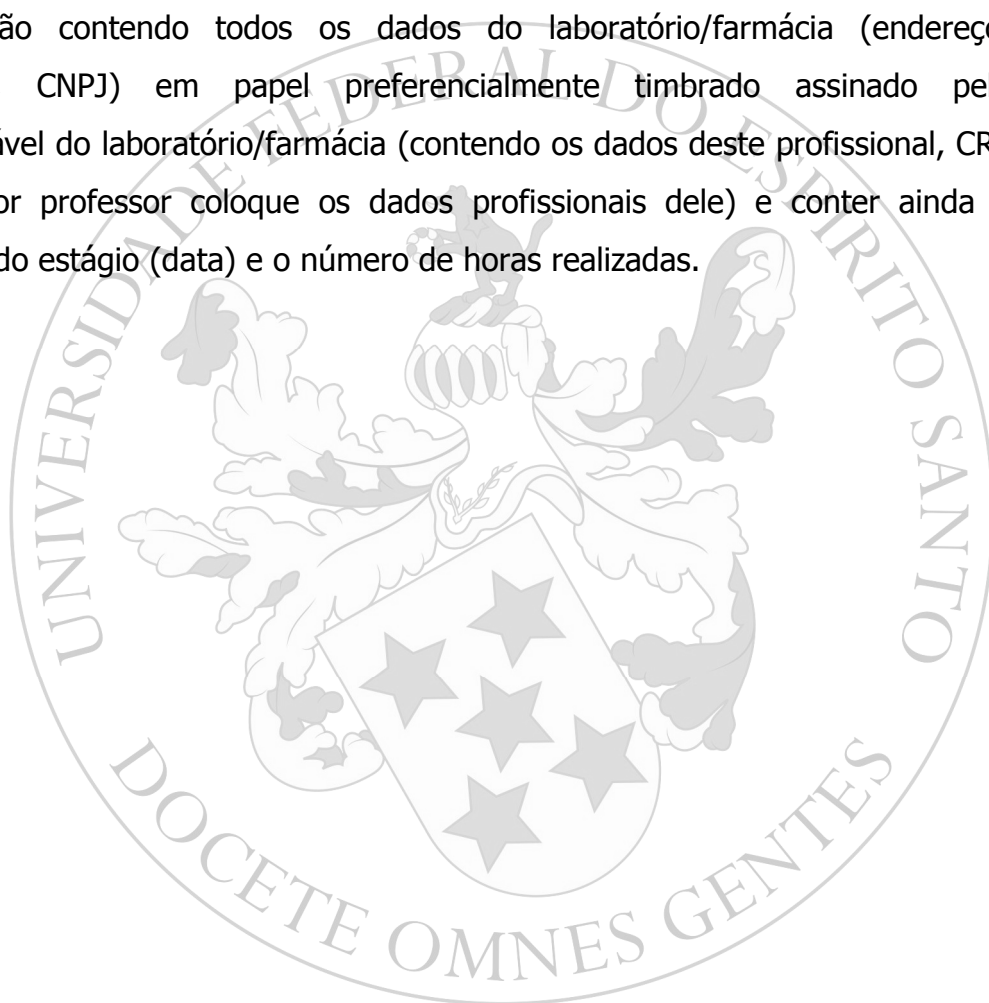 ão contendo todos os dados do laboratório/farmácia (endereço
CNPJ) em papel preferencialmente timbrado assinado pel
ável do laboratório/farmácia (contendo os dados deste profissional, CR
or professor coloque os dados profissionais dele) e conter ainda
do estágio (data) e o número de horas realizadas.
UNIVERSIDADE FEDERAL DO ESPIRITO SANTO
DOCETE OMNES GENTES